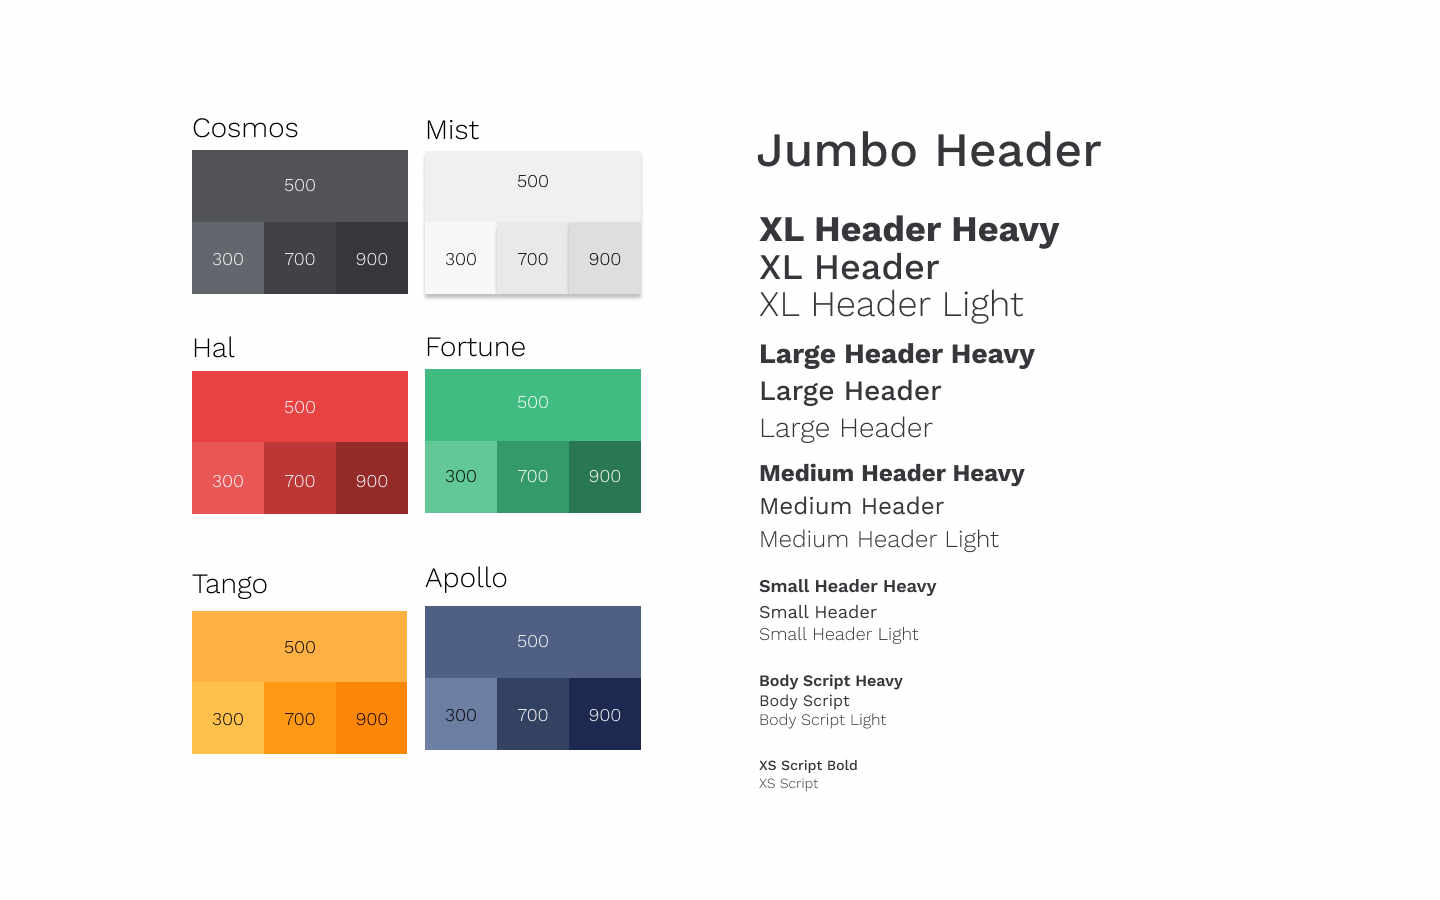 Cosmos
500
300 700 900
Mist
500
300 700 900
Hal
500
300 700 900
Fortune
500
300 700 900
Tango
500
300 700 900
Apollo
500
300 700 900
Jumbo Header
XL Header Heavy
XL Header
XL Header Light
Large Header Heavy
Large Header
Large Header
Medium Header Heavy
Medium Header
Medium Header Light
Small Header Heavy
Small Header
Small Header Light
Body Script Heavy
Body Script
Body Script Light
XS Script Bold
XS Script